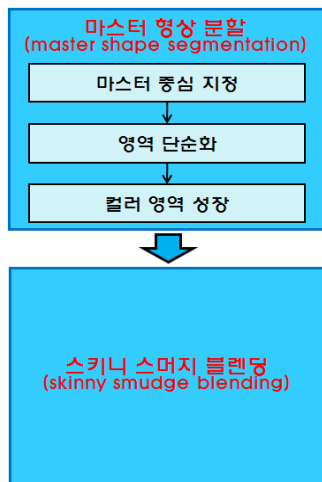 마스터 형상 분할
(master shape segmentation)
마스터 중심 지정
영역 단순화
컬러 영역 성장
스키니 스머지 블렌딩
(skinny smudge blending)